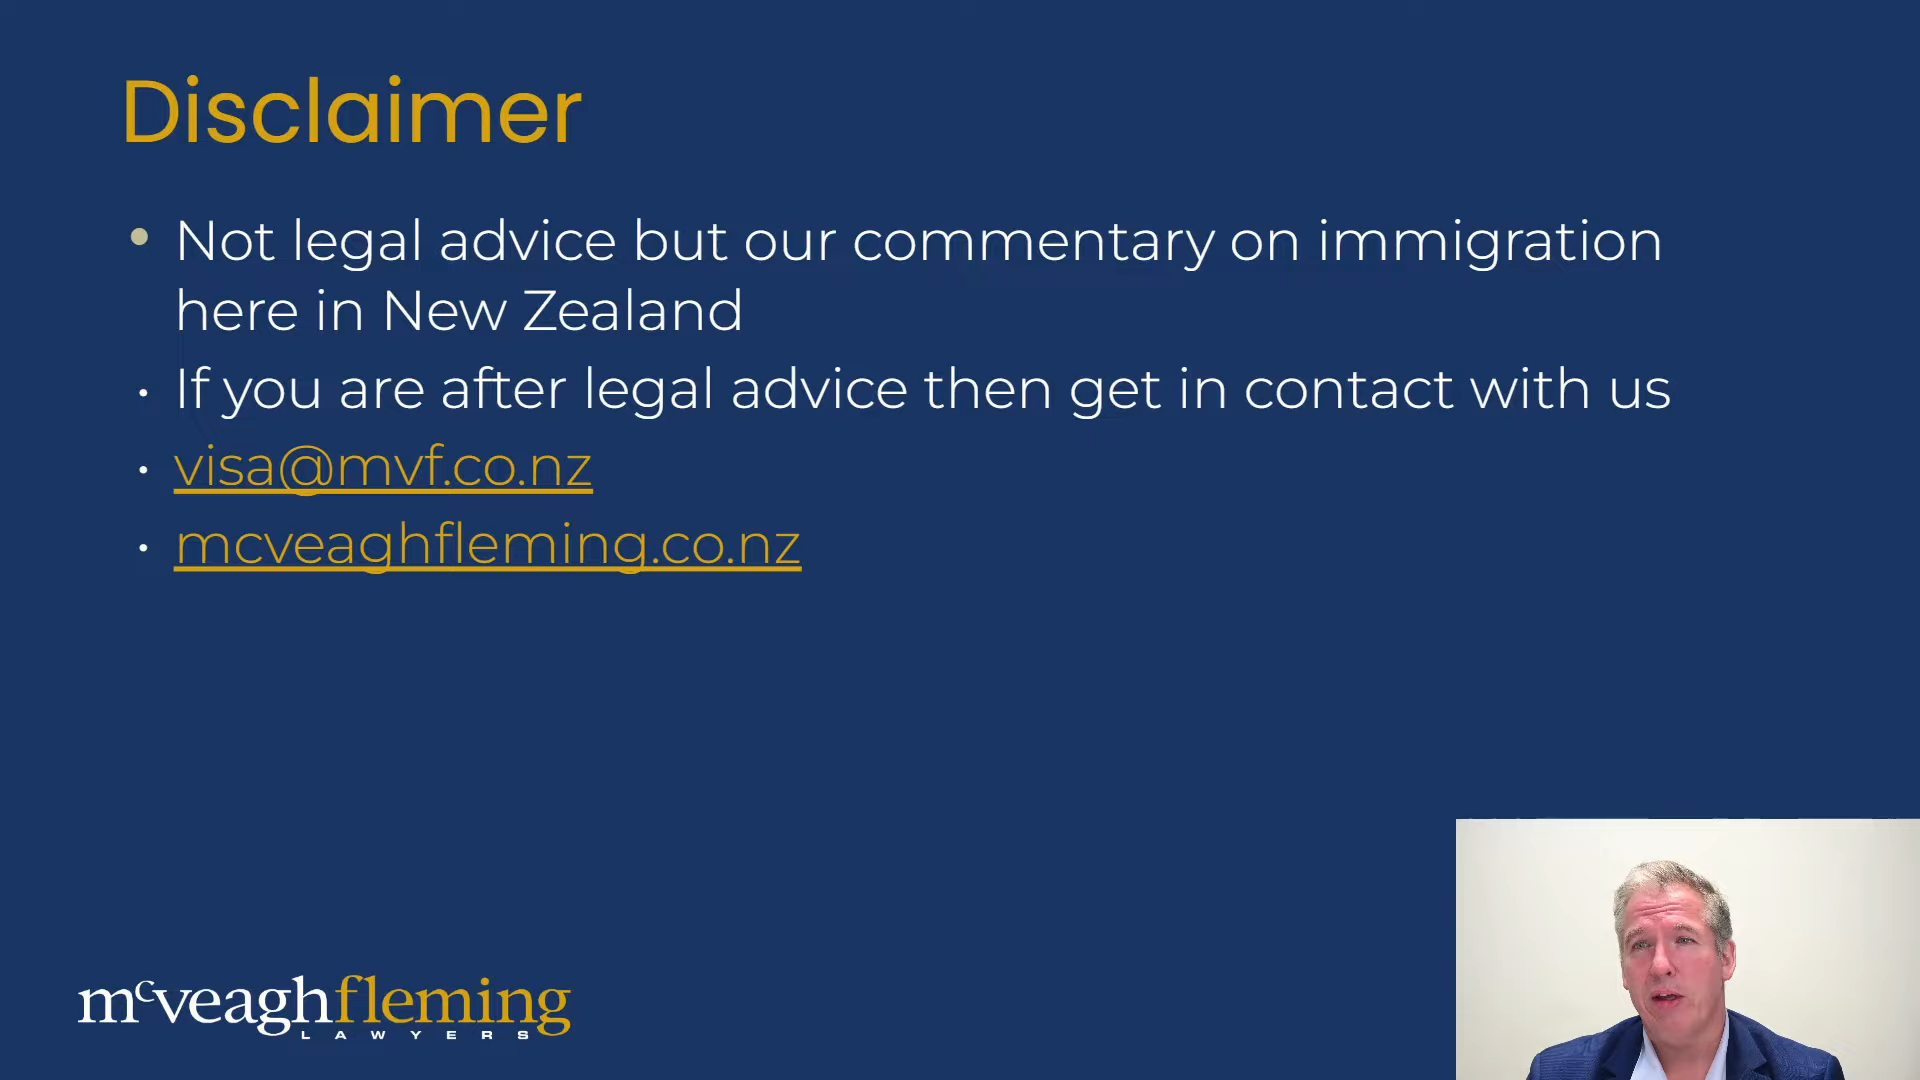 Disclaimer
Not legal advice but our commentary on immigration
here in New Zealand
If you are after legal advice then get in contact with us
visa@mvf.co.nz
mcveaghfleming.co.nz
mcveaghfleming
LAWYERS